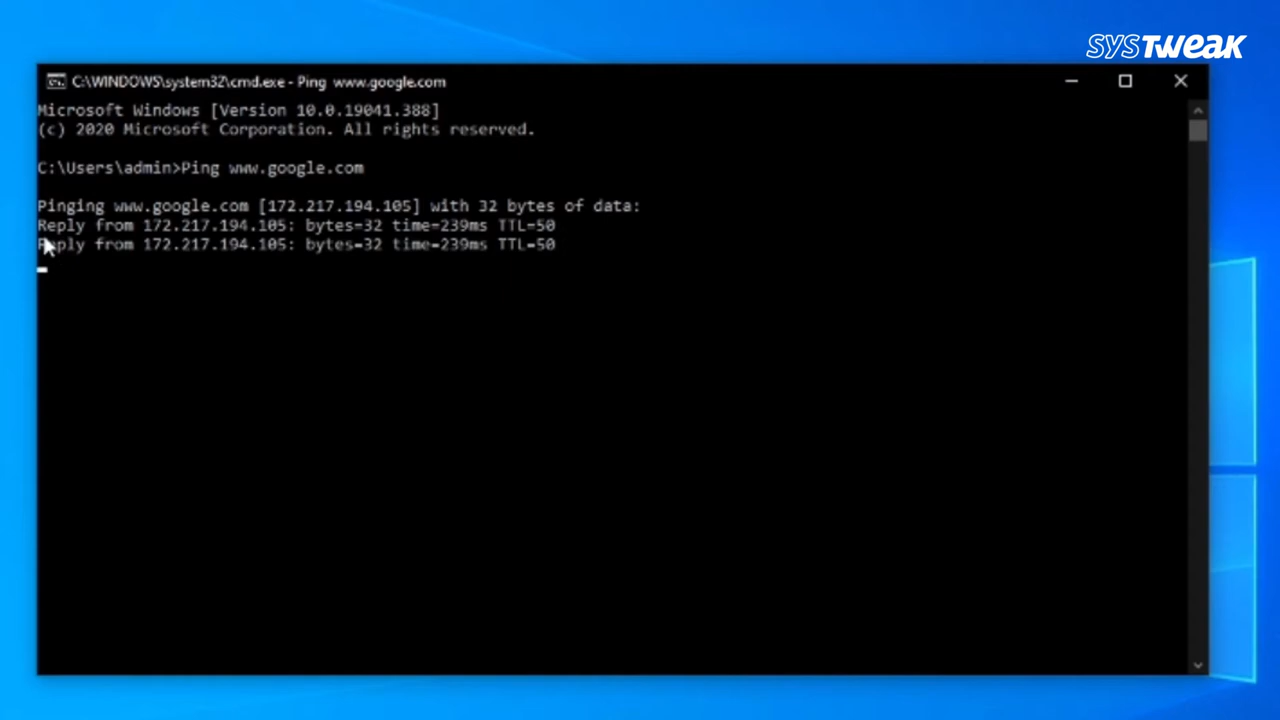 SYSTWEAK
C:\WINDOWS\system32\cmd.exe - Ping www.google.com
Microsoft Windows [Version 10.0.19041.388]
(c) 2020 Microsoft Corporation. All rights reserved.
C:\Users\admin>Ping www.google.com
Pinging www.google.com [172.217.194.105] with 32 bytes of data:
Reply from 172.217.194.105: bytes=32 time=239ms TTL=50
Reply from 172.217.194.105: bytes=32 time=239ms TTL=50